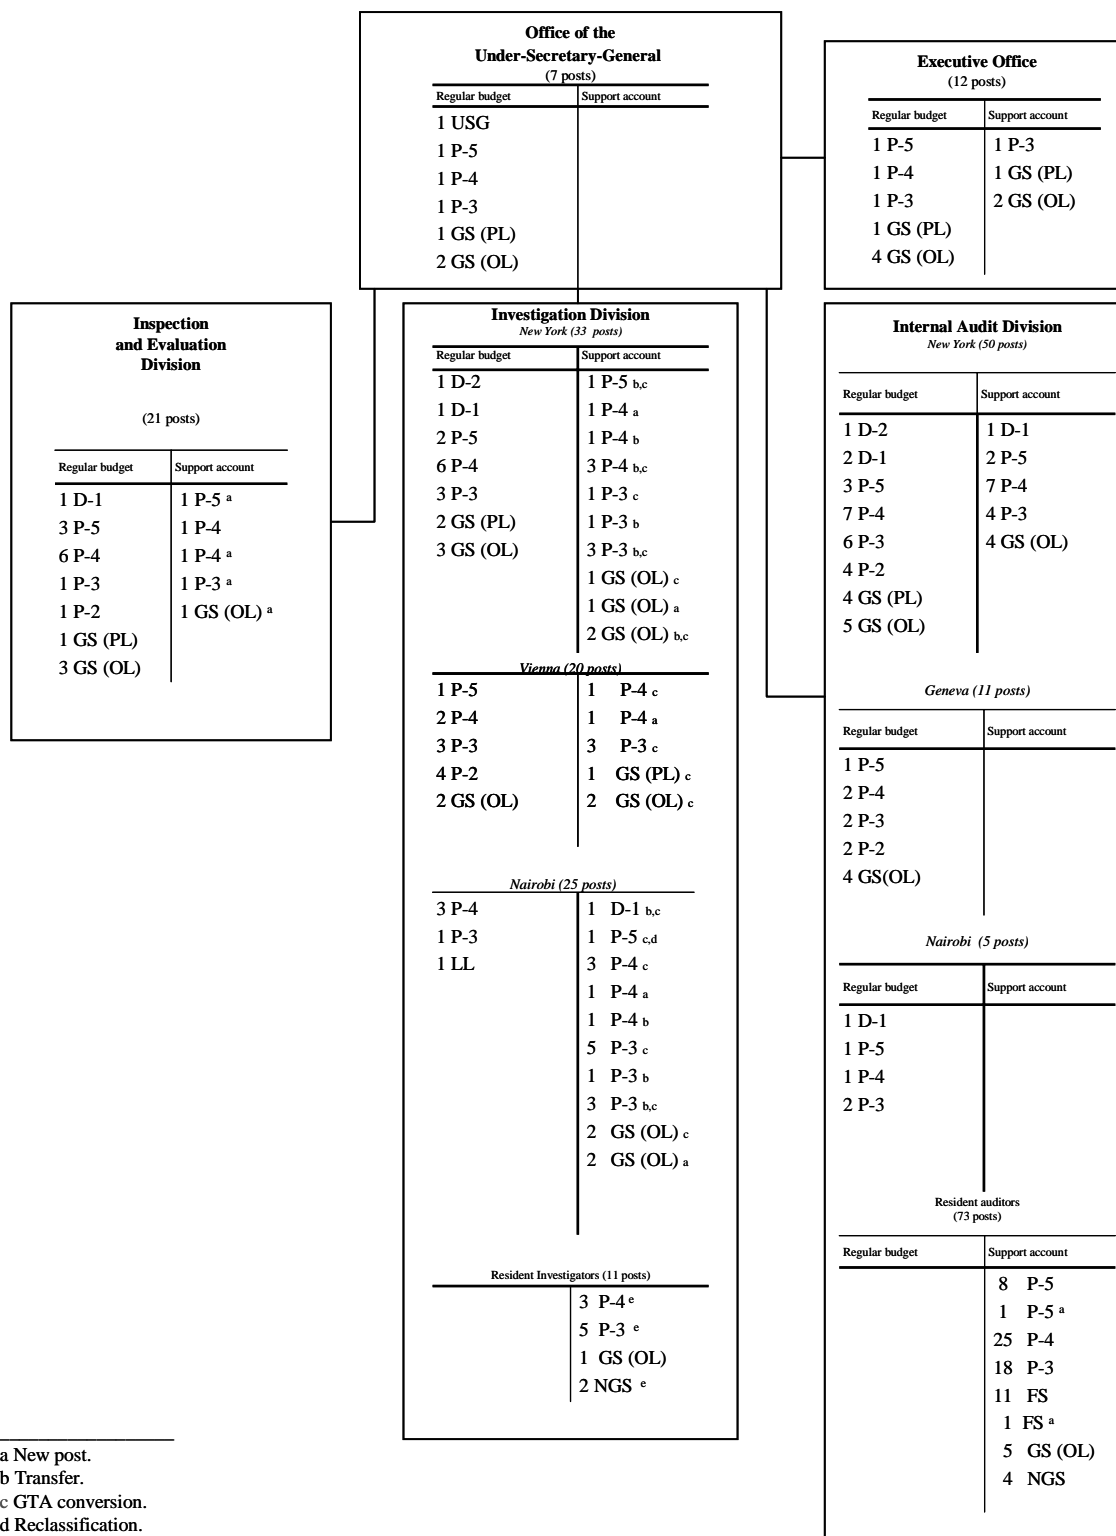 Office of the
Under-Secretary-General
(7 posts)
Regular budget Support account
1 USG
1 P-5
1 P-4
1 P-3
1 GS (PL)
2 GS (OL)
Executive Office
(12 posts)
Regular budget Support account
1 P-5 1 P-3
1 P-4 1 GS (PL)
1 P-3 2 GS (OL)
1 GS (PL)
4 GS (OL)
Inspection
and Evaluation
Division
(21 posts)
Regular budget Support account
1 D-1 1 P-5 a
3 P-5 1 P-4
6 P-4 1 P-4 a
1 P-3 1 P-3 a
1 P-2 1 GS (OL) a
1 GS (PL)
3 GS (OL)
Investigation Division
New York (33 posts)
Regular budget Support account
1 D-2 1 P-5 b,c
1 D-1 1 P-4 a
2 P-5 1 P-4 b
6 P-4 3 P-4 b,c
3 P-3 1 P-3 c
2 GS (PL) 1 P-3 b
3 GS (OL) 3 P-3 b,c
1 GS (OL) c
1 GS (OL) a
2 GS (OL) b,c
Vienna (20 posts)
1 P-5 1 P-4 c
2 P-4 1 P-4 a
3 P-3 3 P-3 c
4 P-2 1 GS (PL) c
2 GS (OL) 2 GS (OL) c
Nairobi (25 posts)
3 P-4 1 D-1 b,c
1 P-3 1 P-5 c,d
1 LL 3 P-4 c
1 P-4 a
1 P-4 b
5 P-3 c
1 P-3 b
3 P-3 b,c
2 GS (OL) c
2 GS (OL) a
Resident Investigators (11 posts)
3 P-4 e
5 P-3 e
1 GS (OL)
2 NGS e
Internal Audit Division
New York (50 posts)
Regular budget Support account
1 D-2 1 D-1
2 D-1 2 P-5
3 P-5 7 P-4
7 P-4 4 P-3
6 P-3 4 GS (OL)
4 P-2
4 GS (PL)
5 GS (OL)
Geneva (11 posts)
Regular budget Support account
1 P-5
2 P-4
2 P-3
2 P-2
4 GS(OL)
Nairobi (5 posts)
Regular budget Support account
1 D-1
1 P-5
1 P-4
2 P-3
Resident auditors
(73 posts)
Regular budget Support account
8 P-5
1 P-5 a
25 P-4
18 P-3
11 FS
1 FS a
5 GS (OL)
4 NGS
a New post.
b Transfer.
c GTA conversion.
d Reclassification.